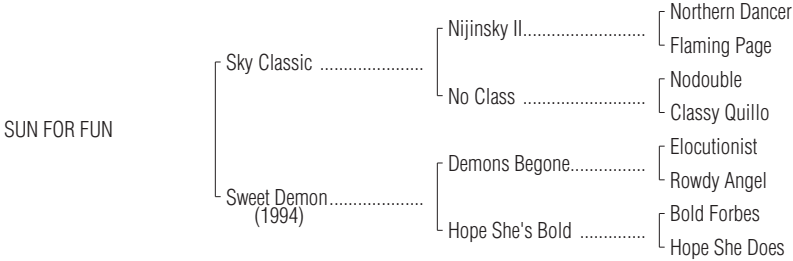 Northern Dancer
Nijinsky II..........................
Flaming Page
Sky Classic ......................
Nodouble
No Class ..........................
Classy Quillo
SUN FOR FUN
Elocutionist
Demons Begone................
Rowdy Angel
Sweet Demon....................
(1994)
Bold Forbes
Hope She's Bold ..............
Hope She Does